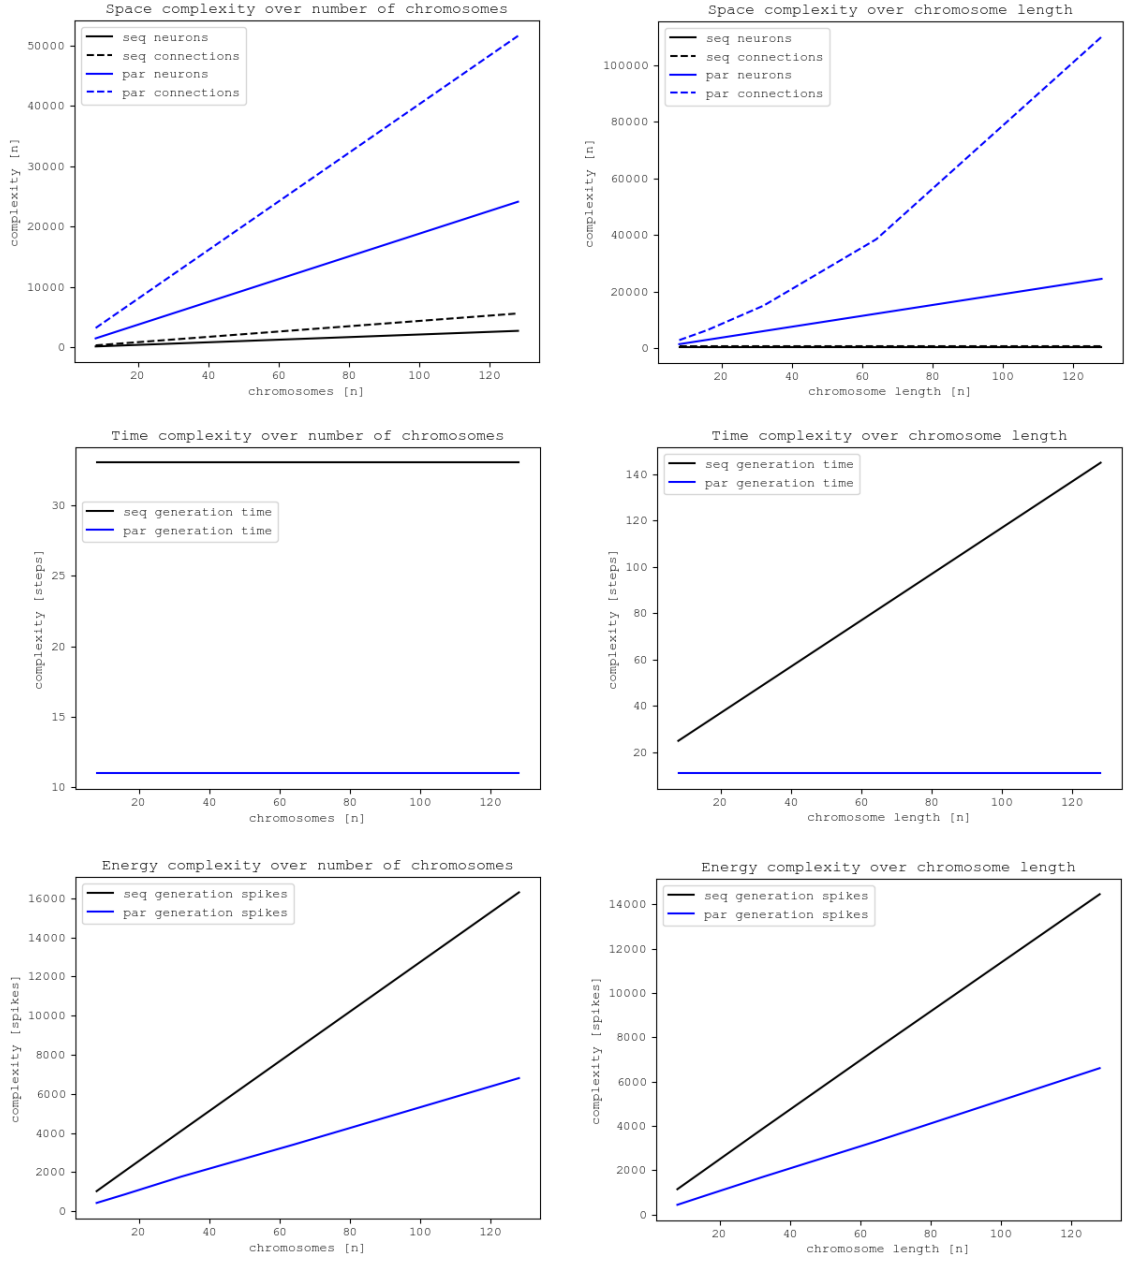 Space complexity over number of chromosomes
seq neurons
seq connections
par neurons
par connections
complexity [n]
50000
40000
30000
20000
10000
0
20 40 60 80 100 120
chromosomes [n]
Space complexity over chromosome length
seq neurons
seq connections
par neurons
par connections
complexity [n]
100000
80000
60000
40000
20000
0
20 40 60 80 100 120
chromosome length [n]
Time complexity over number of chromosomes
seq generation time
par generation time
complexity [steps]
30
25
20
15
10
20 40 60 80 100 120
chromosomes [n]
Time complexity over chromosome length
seq generation time
par generation time
complexity [steps]
140
120
100
80
60
40
20
20 40 60 80 100 120
chromosome length [n]
Energy complexity over number of chromosomes
seq generation spikes
par generation spikes
complexity [spikes]
16000
14000
12000
10000
8000
6000
4000
2000
0
20 40 60 80 100 120
chromosomes [n]
Energy complexity over chromosome length
seq generation spikes
par generation spikes
complexity [spikes]
14000
12000
10000
8000
6000
4000
2000
0
20 40 60 80 100 120
chromosome length [n]